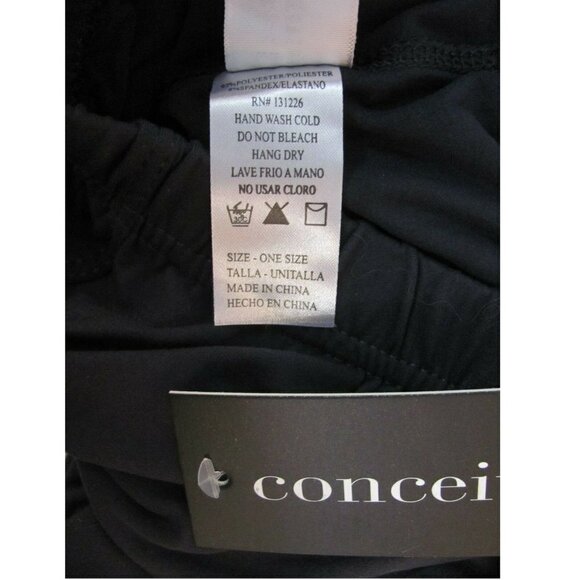 POLYESTER/POLIESTER
SPANDEX/ELASTANO
RN# 131226
HAND WASH COLD
DO NOT BLEACH
HANG DRY
LAVE FRIO A MANO
NO USAR CLORO
SIZE - ONE SIZE
TALLA - UNITALLA
MADE IN CHINA
HECHO EN CHINA
concei